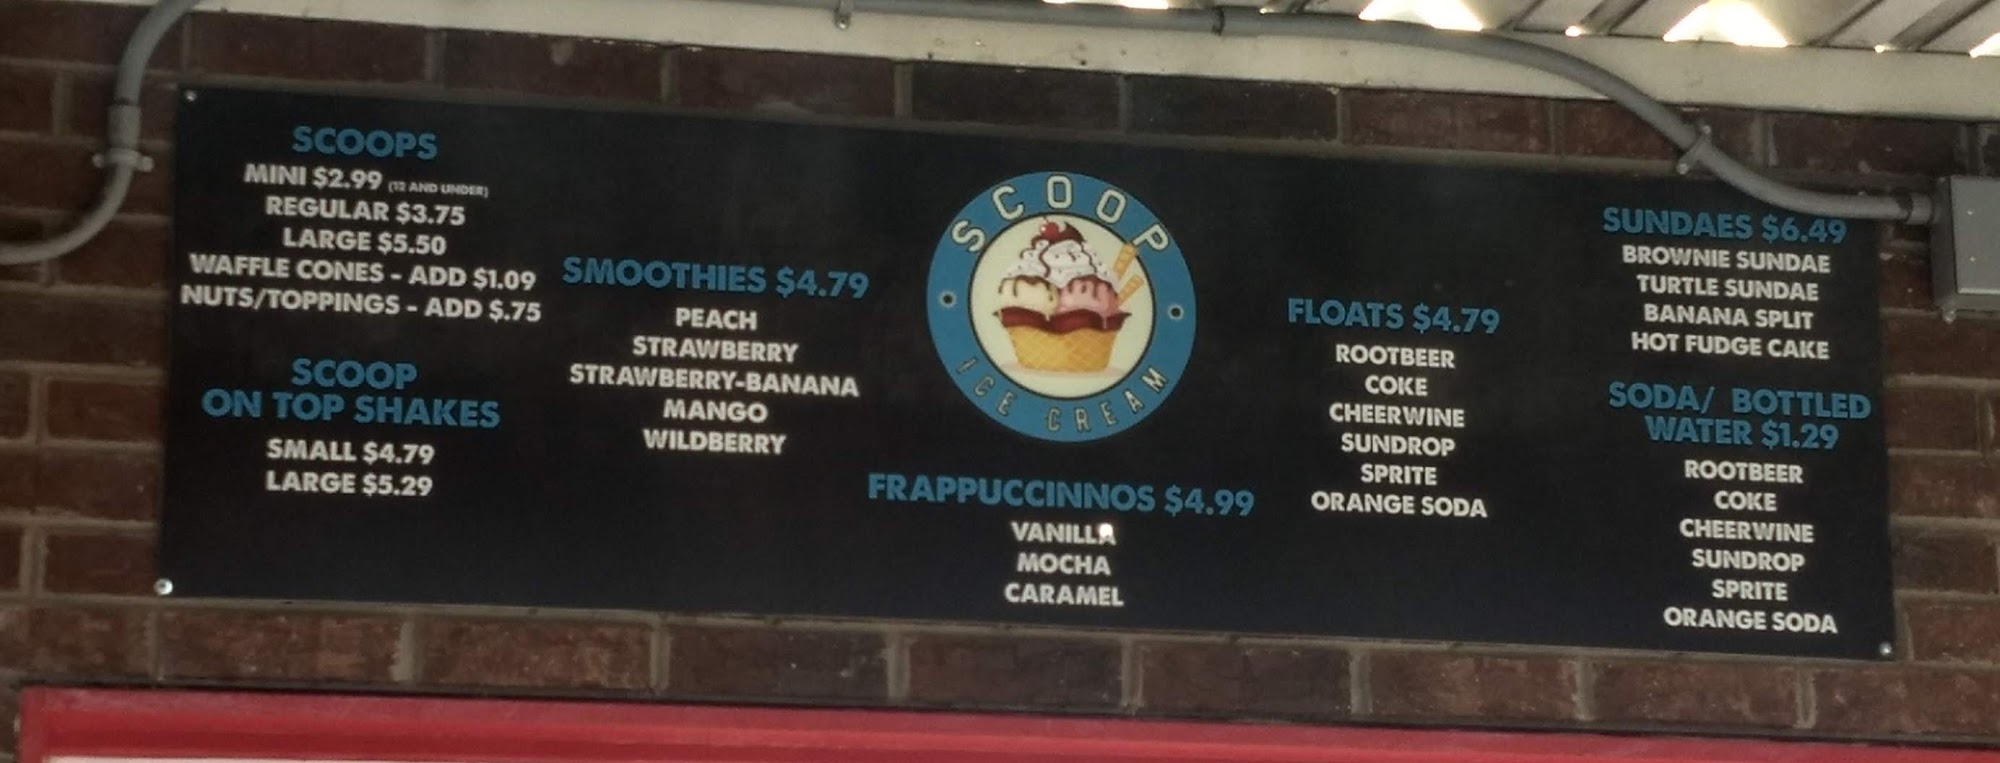 SCOOPS
MINI $2.99 (12 AND UNDER)
REGULAR $3.75
LARGE $5.50
WAFFLE CONES - ADD $1.09
NUTS/TOPPINGS - ADD $.75
SCOOP
ON TOP SHAKES
SMALL $4.79
LARGE $5.29
SMOOTHIES $4.79
PEACH
STRAWBERRY
STRAWBERRY-BANANA
MANGO
WILDBERRY
SCOOP
ICE CREAM
FRAPPUCCINNOS $4.99
VANILLA
MOCHA
CARAMEL
FLOATS $4.79
ROOTBEER
COKE
CHEERWINE
SUNDROP
SPRITE
ORANGE SODA
SUNDAES $6.49
BROWNIE SUNDAE
TURTLE SUNDAE
BANANA SPLIT
HOT FUDGE CAKE
SODA/ BOTTLED
WATER $1.29
ROOTBEER
COKE
CHEERWINE
SUNDROP
SPRITE
ORANGE SODA